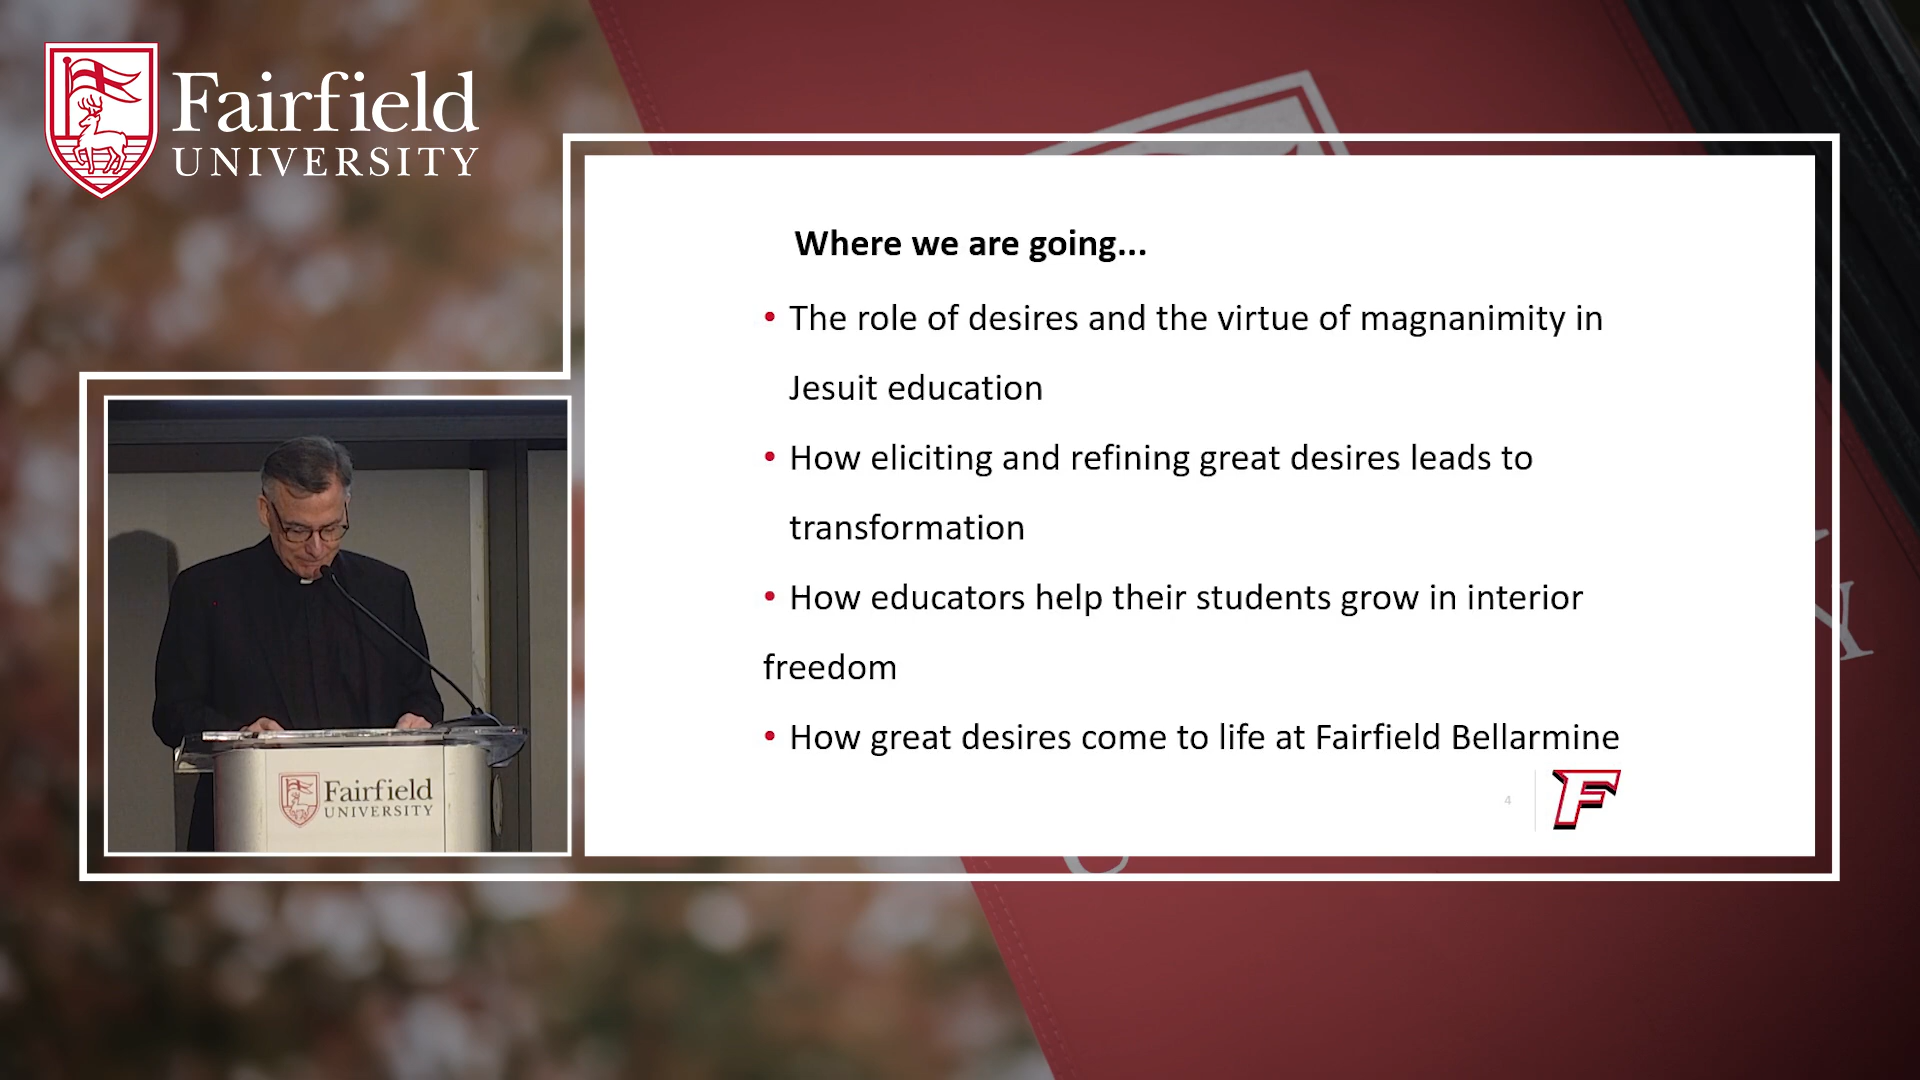 Fairfield
UNIVERSITY
Where we are going...
• The role of desires and the virtue of magnanimity in
Jesuit education
• How eliciting and refining great desires leads to
transformation
• How educators help their students grow in interior
freedom
• How great desires come to life at Fairfield Bellarmine
4
F
Fairfield
UNIVERSITY